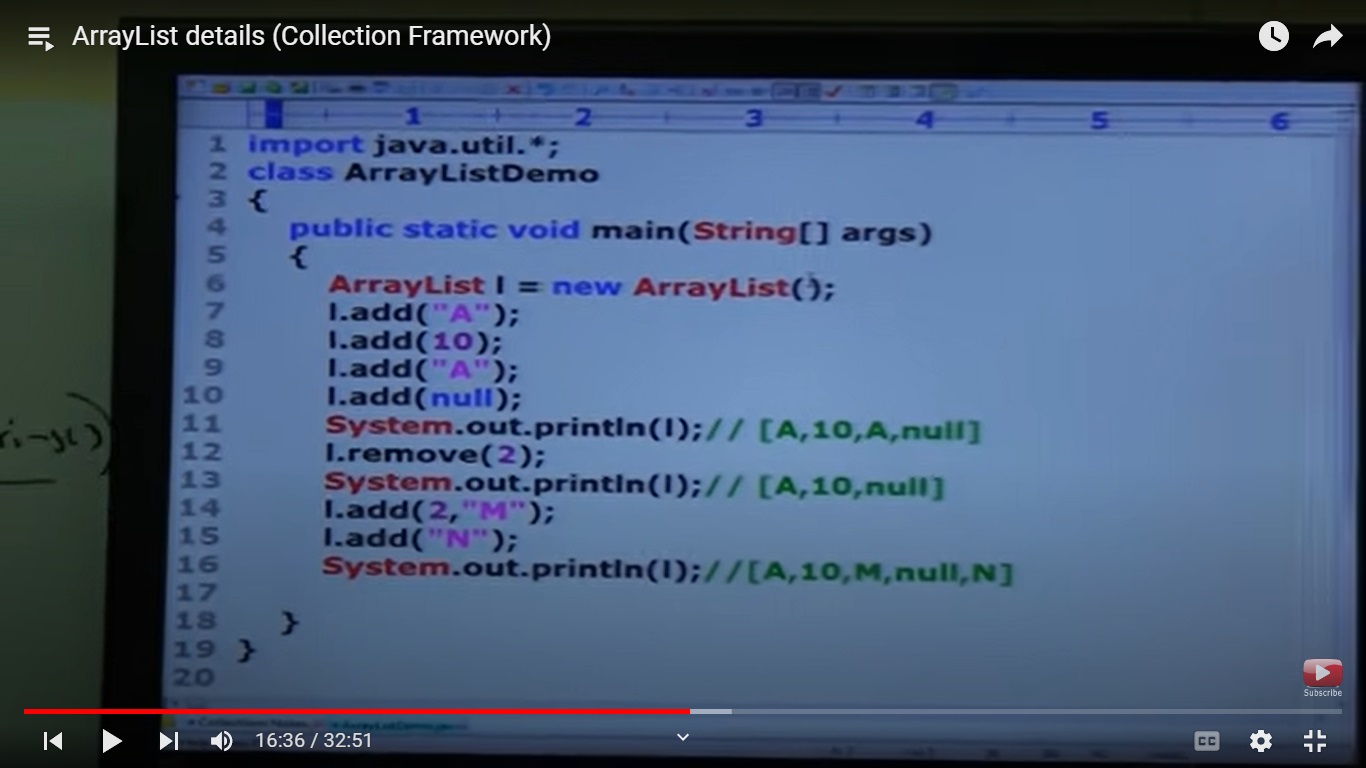 ArrayList details (Collection Framework)
1 2 3 4 5 6
1 import java.util.*;
2 class ArrayListDemo
3 {
4 public static void main(String[] args)
5 {
6 ArrayList l = new ArrayList();
7 l.add("A");
8 l.add(10);
9 l.add("A");
10 l.add(null);
11 System.out.println(l);// [A,10,A,null]
12 l.remove(2);
13 System.out.println(l);// [A,10,null]
14 l.add(2,"M");
15 l.add("N");
16 System.out.println(l);//[A,10,M,null,N]
17
18 }
19 }
20
Subscribe
16:36 / 32:51
CC